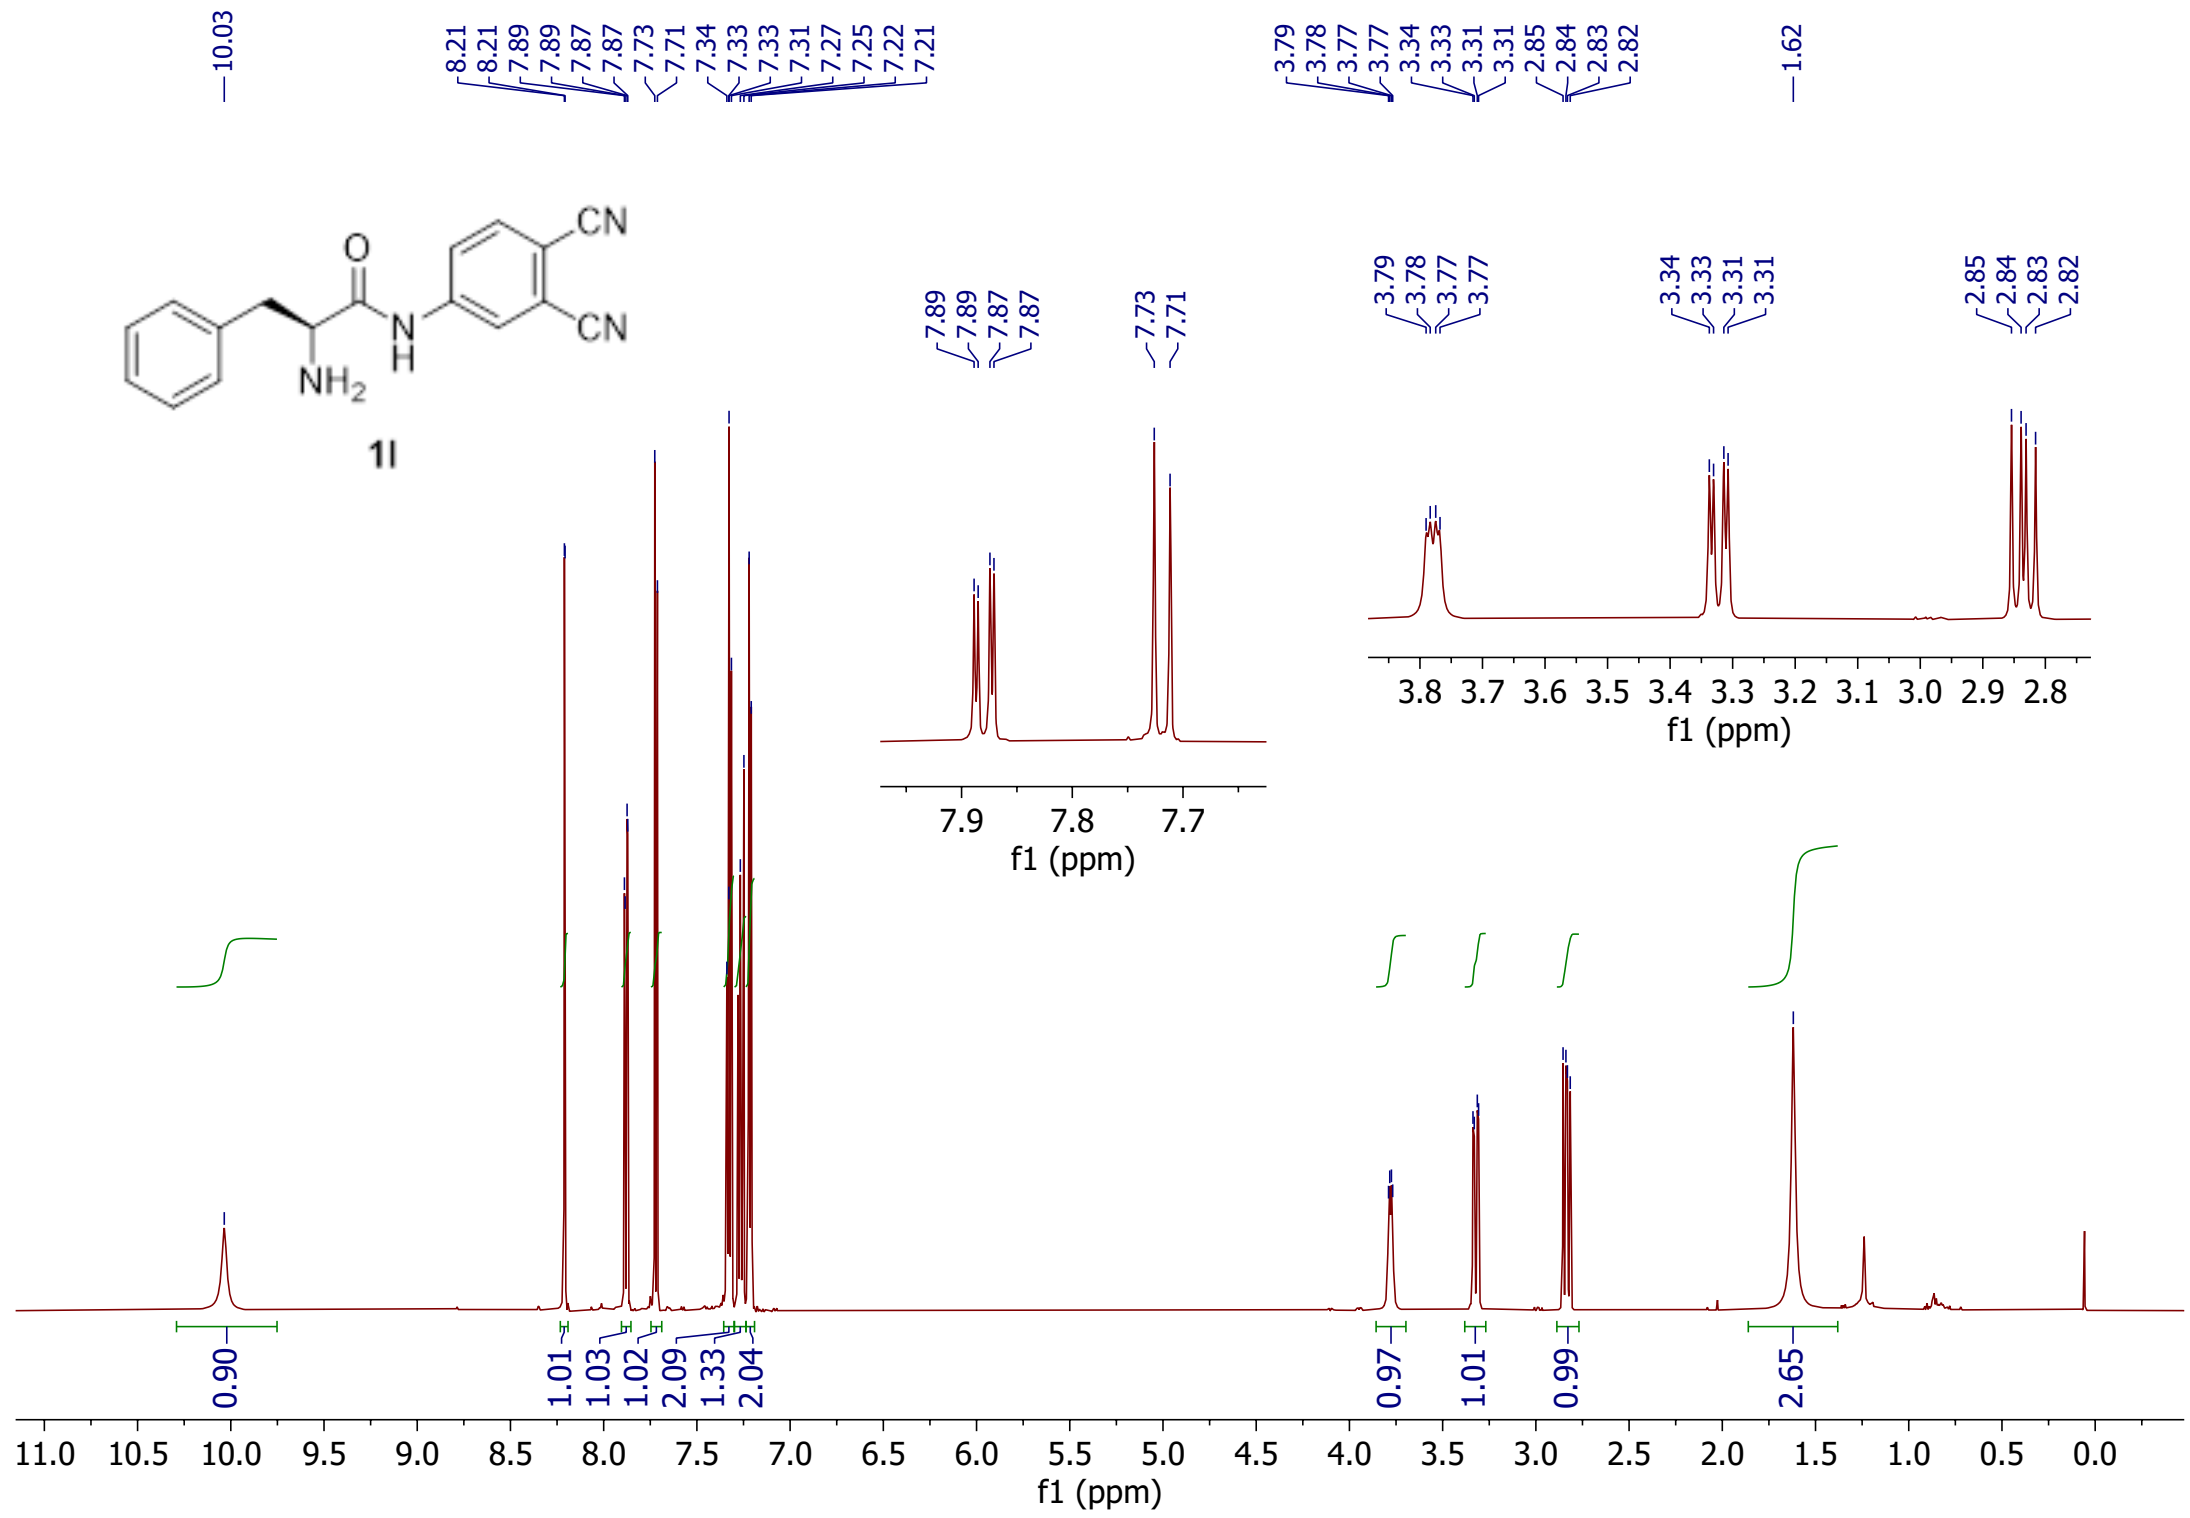 10.03 8.21 8.21 7.89 7.89 7.87 7.87 7.73 7.71 7.34 7.33 7.33 7.31 7.27 7.25 7.22 7.21 3.79 3.78 3.77 3.77 3.34 3.33 3.31 3.31 2.85 2.84 2.83 2.82 1.62
CN
O
N
H
CN
NH2
1l
7.89 7.89 7.87 7.87 7.73 7.71
7.9 7.8 7.7
f1 (ppm)
3.79 3.78 3.77 3.77 3.34 3.33 3.31 3.31 2.85 2.84 2.83 2.82
3.8 3.7 3.6 3.5 3.4 3.3 3.2 3.1 3.0 2.9 2.8
f1 (ppm)
0.90 1.01 1.03 1.02 2.09 1.33 2.04 0.97 1.01 0.99 2.65
11.0 10.5 10.0 9.5 9.0 8.5 8.0 7.5 7.0 6.5 6.0 5.5 5.0 4.5 4.0 3.5 3.0 2.5 2.0 1.5 1.0 0.5 0.0
f1 (ppm)